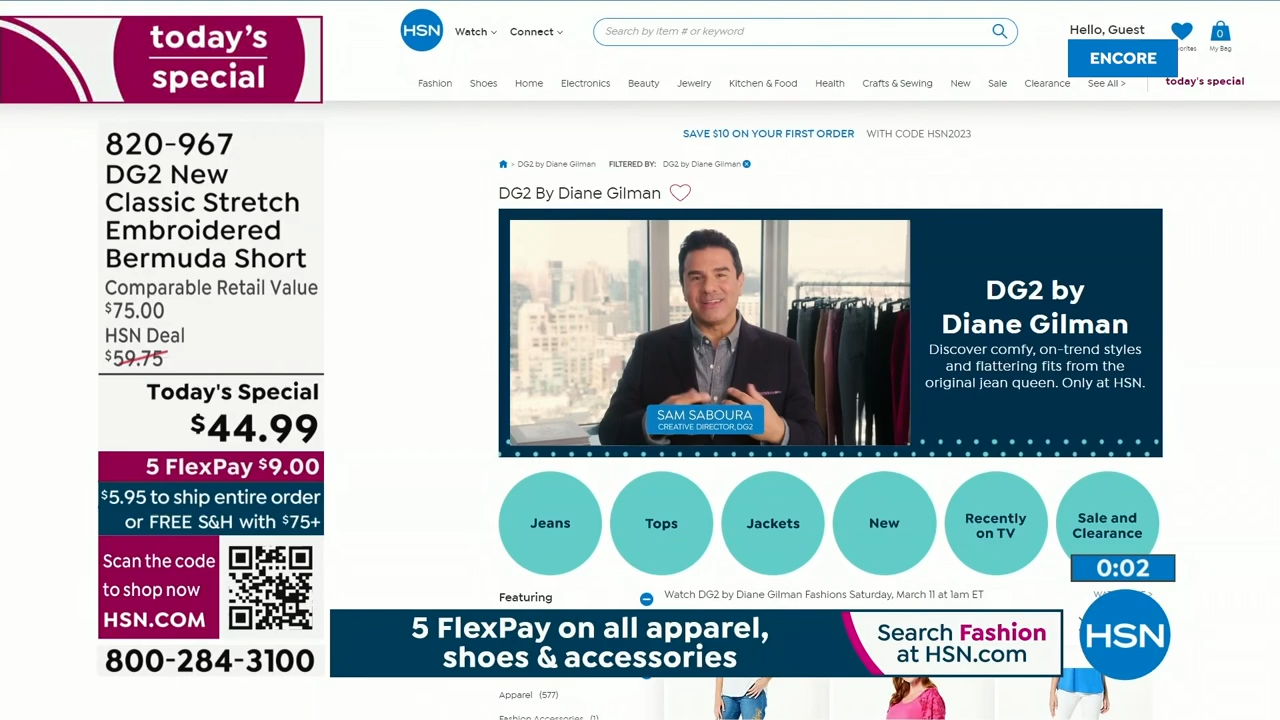 today's
special
HSN
Watch
Connect
Search by item # or keyword
Hello, Guest
0
My Bag
ENCORE
Fashion
Shoes
Home
Electronics
Beauty
Jewelry
Kitchen & Food
Health
Crafts & Sewing
New
Sale
Clearance
See All >
today's special
820-967
DG2 New
Classic Stretch
Embroidered
Bermuda Short
Comparable Retail Value
$75.00
HSN Deal
$59.75
Today's Special
$44.99
5 FlexPay $9.00
$5.95 to ship entire order
or FREE S&H with $75+
Scan the code
to shop now
HSN.COM
800-284-3100
SAVE $10 ON YOUR FIRST ORDER WITH CODE HSN2023
> DG2 by Diane Gilman FILTERED BY: DG2 by Diane Gilman
DG2 By Diane Gilman
SAM SABOURA
CREATIVE DIRECTOR, DG2
DG2 by
Diane Gilman
Discover comfy, on-trend styles
and flattering fits from the
original jean queen. Only at HSN.
Jeans
Tops
Jackets
New
Recently
on TV
Sale and
Clearance
0:02
Featuring
Watch DG2 by Diane Gilman Fashions Saturday, March 11 at 1am ET
5 FlexPay on all apparel,
shoes & accessories
Search Fashion
at HSN.com
HSN
Apparel (577)
Fashion Accessories (1)